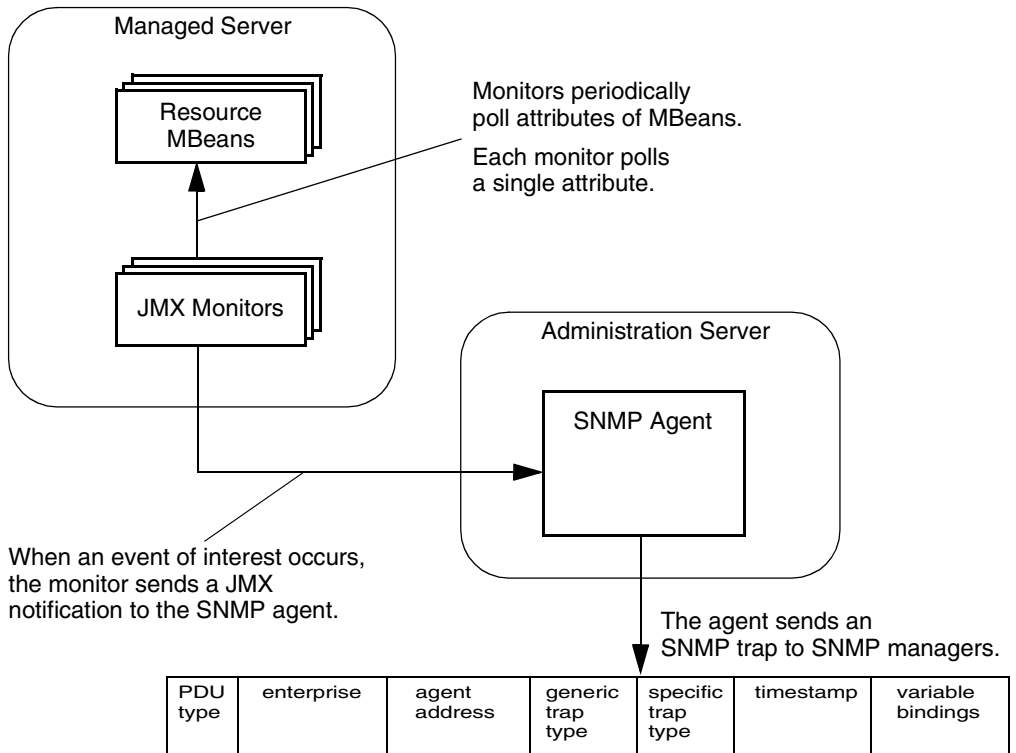 Managed Server
Resource
MBeans
Monitors periodically
poll attributes of MBeans.
Each monitor polls
a single attribute.
JMX Monitors
Administration Server
SNMP Agent
When an event of interest occurs,
the monitor sends a JMX
notification to the SNMP agent.
The agent sends an
SNMP trap to SNMP managers.
PDU
type
enterprise
agent
address
generic
trap
type
specific
trap
type
timestamp
variable
bindings